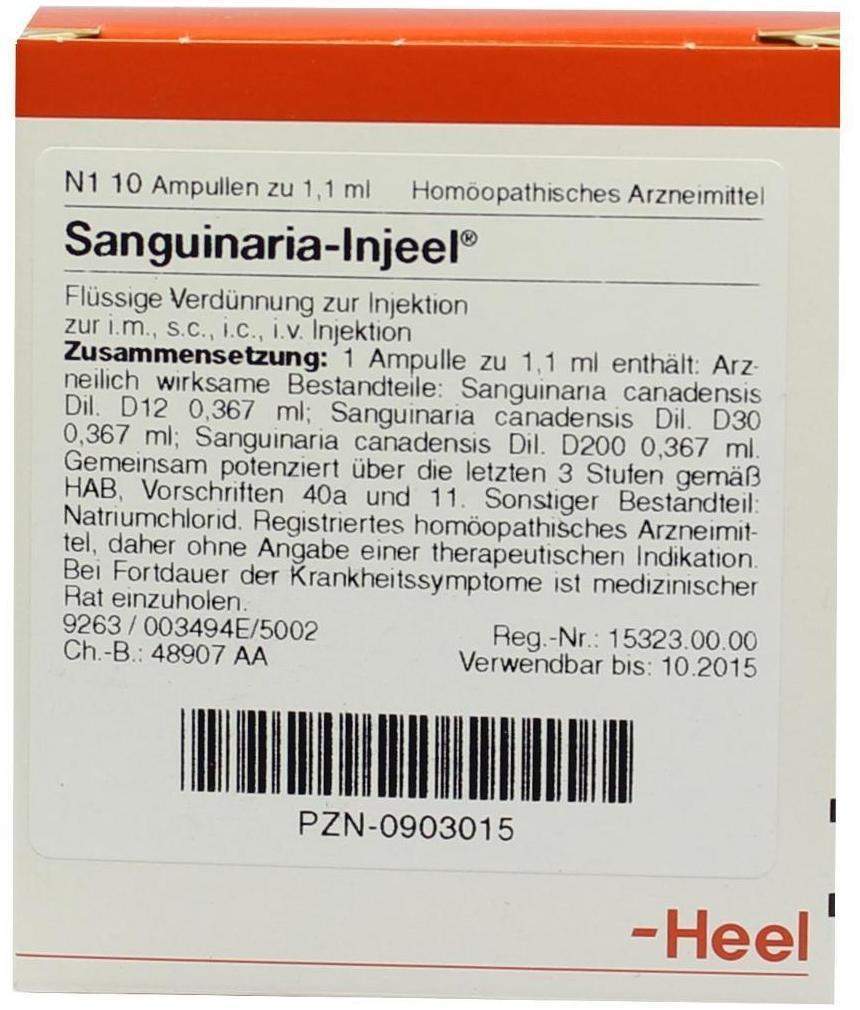 N1 10 Ampullen zu 1,1 ml Homöopathisches Arzneimittel
Sanguinaria-Injeel®
Flüssige Verdünnung zur Injektion
zur i.m., s.c., i.c., i.v. Injektion
Zusammensetzung: 1 Ampulle zu 1,1 ml enthält: Arz-
neilich wirksame Bestandteile: Sanguinaria canadensis
Dil. D12 0,367 ml; Sanguinaria canadensis Dil. D30
0,367 ml; Sanguinaria canadensis Dil. D200 0,367 ml.
Gemeinsam potenziert über die letzten 3 Stufen gemäß
HAB, Vorschriften 40a und 11. Sonstiger Bestandteil:
Natriumchlorid. Registriertes homöopathisches Arzneimit-
tel, daher ohne Angabe einer therapeutischen Indikation.
Bei Fortdauer der Krankheitssymptome ist medizinischer
Rat einzuholen.
9263 / 003494E/5002 Reg.-Nr.: 15323.00.00
Ch.-B.: 48907 AA Verwendbar bis: 10.2015
PZN-0903015
-Heel